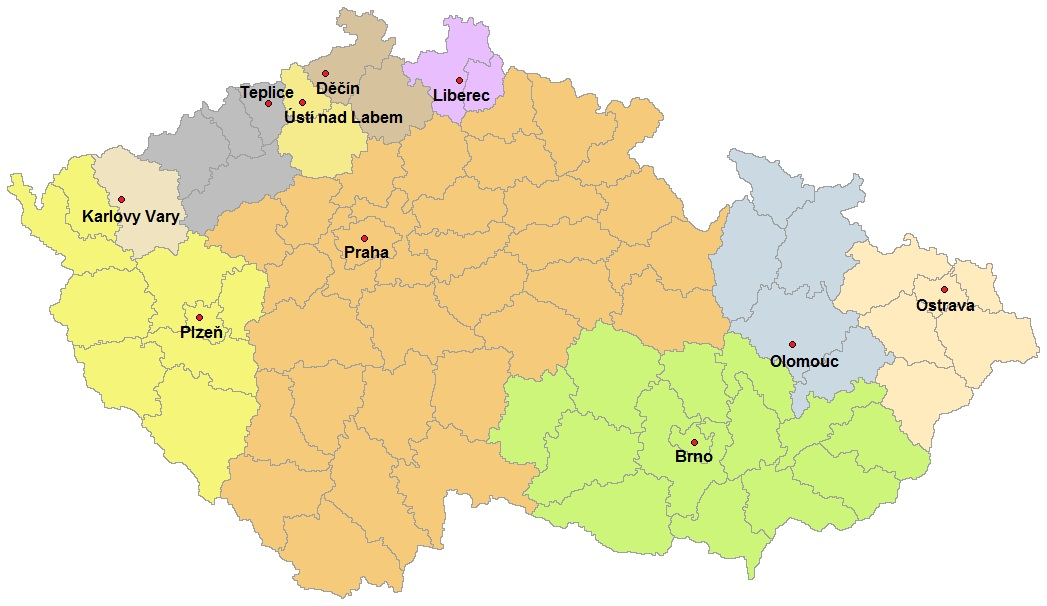 Teplice
Děčín
Liberec
Ústí nad Labem
Karlovy Vary
Praha
Ostrava
Plzeň
Olomouc
Brno